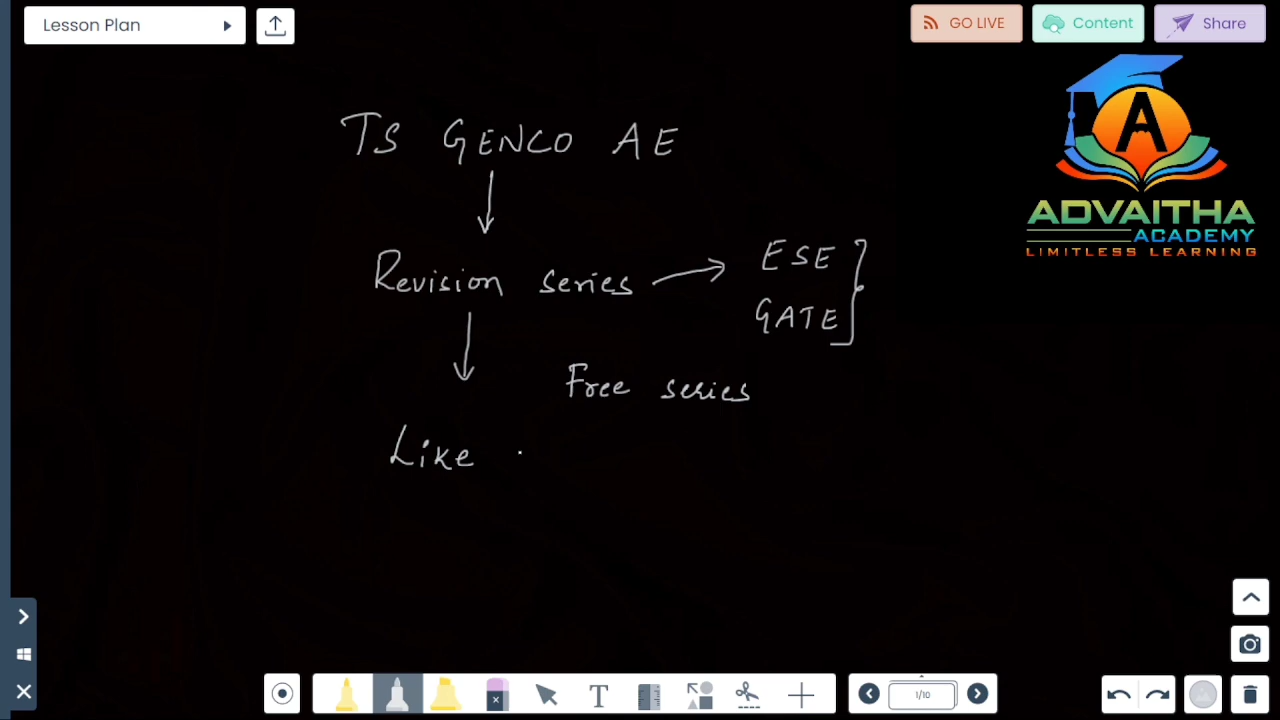 Lesson Plan
GO LIVE
Content
Share
ADVAITHA
ACADEMY
LIMITLESS LEARNING
TS GENCO AE
Revision series
ESE
GATE
Free series
Like
1/10